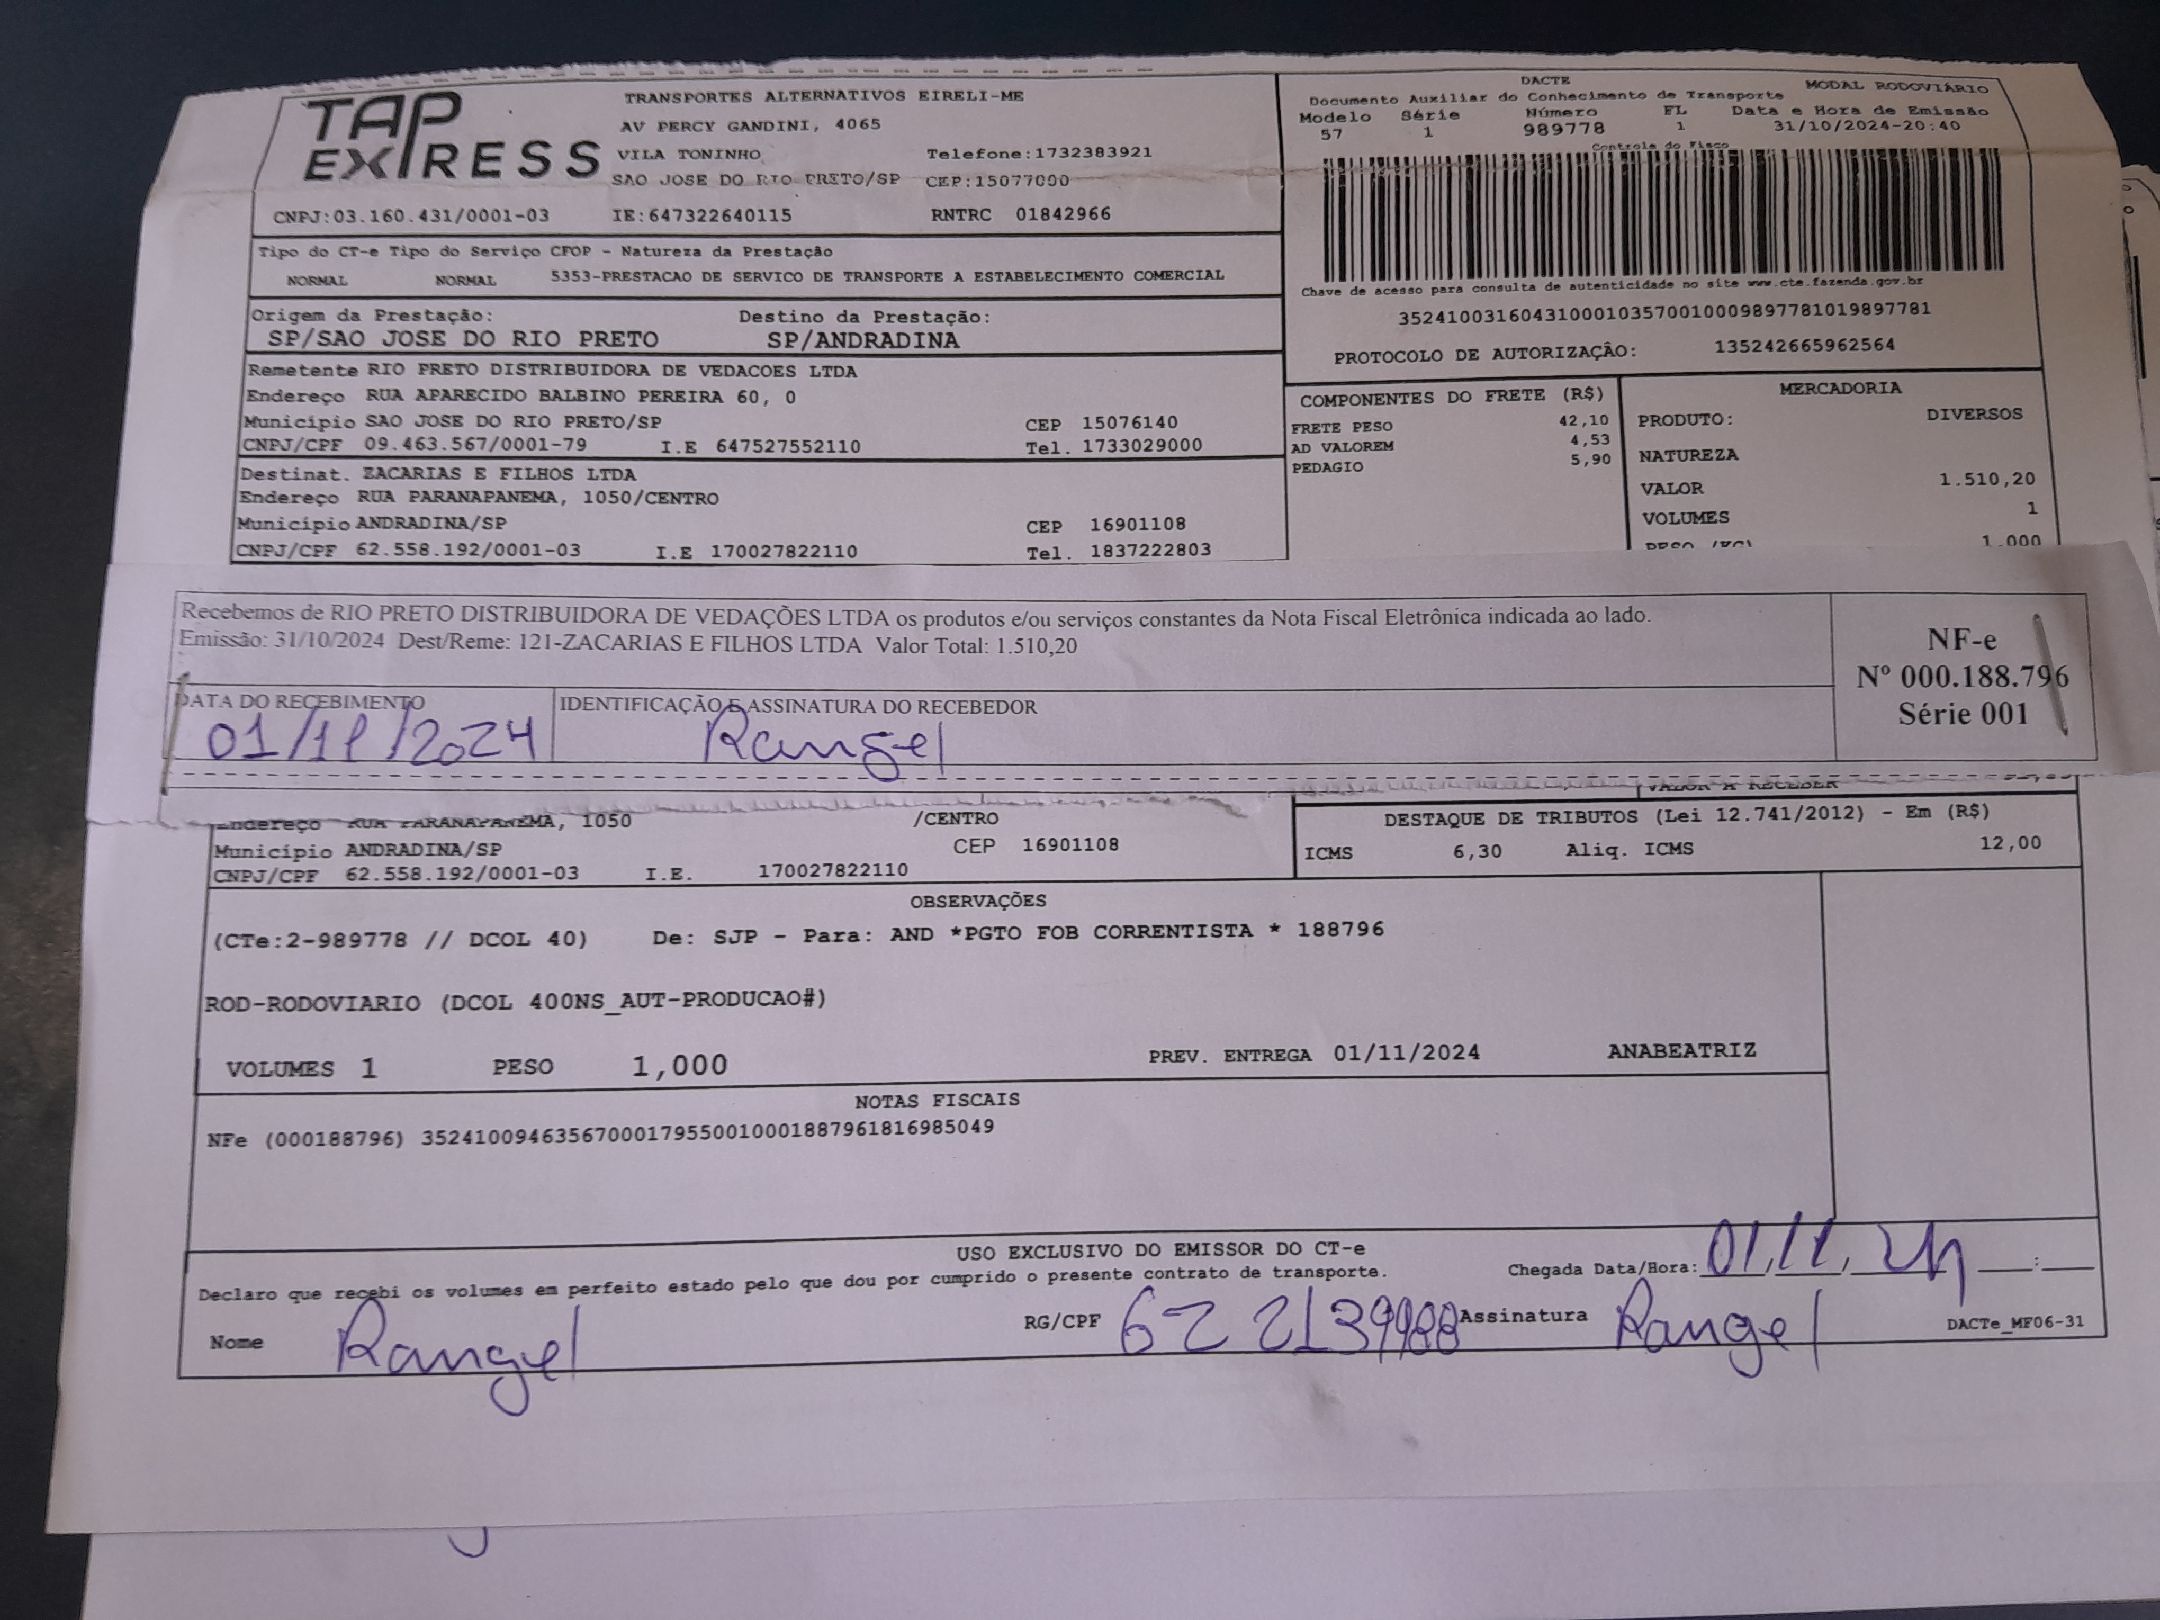 TAP EXPRESS
TRANSPORTES ALTERNATIVOS EIRELI-ME
AV PERCY GANDINI, 4065
VILA TONINHO Telefone:1732383921
SAO JOSE DO RIO PRETO/SP CEP:15077000
CNPJ:03.160.431/0001-03 IE:647322640115 RNTRC 01842966
DACTE MODAL RODOVIÁRIO
Documento Auxiliar do Conhecimento de Transporte
Modelo Série Número FL Data e Hora de Emissão
57 1 989778 1 31/10/2024-20:40
Controle do Fisco
Chave de acesso para consulta de autenticidade no site www.cte.fazenda.gov.br
35241003160431000103570010009897781019897781
PROTOCOLO DE AUTORIZAÇÂO: 135242665962564
Tipo do CT-e Tipo do Serviço CFOP - Natureza da Prestação
NORMAL NORMAL 5353-PRESTACAO DE SERVICO DE TRANSPORTE A ESTABELECIMENTO COMERCIAL
Origem da Prestação: Destino da Prestação:
SP/SAO JOSE DO RIO PRETO SP/ANDRADINA
Remetente RIO PRETO DISTRIBUIDORA DE VEDACOES LTDA
Endereço RUA APARECIDO BALBINO PEREIRA 60, 0
Município SAO JOSE DO RIO PRETO/SP CEP 15076140
CNPJ/CPF 09.463.567/0001-79 I.E 647527552110 Tel. 1733029000
Destinat. ZACARIAS E FILHOS LTDA
Endereço RUA PARANAPANEMA, 1050/CENTRO
Município ANDRADINA/SP CEP 16901108
CNPJ/CPF 62.558.192/0001-03 I.E 170027822110 Tel. 1837222803
COMPONENTES DO FRETE (R$)
FRETE PESO 42,10
AD VALOREM 4,53
PEDAGIO 5,90
MERCADORIA
PRODUTO: DIVERSOS
NATUREZA
VALOR 1.510,20
VOLUMES 1
PESO (KG) 1,000
Recebemos de RIO PRETO DISTRIBUIDORA DE VEDAÇÕES LTDA os produtos e/ou serviços constantes da Nota Fiscal Eletrônica indicada ao lado.
Emissão: 31/10/2024 Dest/Reme: 121-ZACARIAS E FILHOS LTDA Valor Total: 1.510,20
DATA DO RECEBIMENTO IDENTIFICAÇÃO E ASSINATURA DO RECEBEDOR
01/11/2024 Rangel
NF-e
Nº 000.188.796
Série 001
VALOR A RECEBER
Endereço RUA PARANAPANEMA, 1050 /CENTRO
Município ANDRADINA/SP CEP 16901108
CNPJ/CPF 62.558.192/0001-03 I.E. 170027822110
DESTAQUE DE TRIBUTOS (Lei 12.741/2012) - Em (R$)
ICMS 6,30 Aliq. ICMS 12,00
OBSERVAÇÕES
(CTe:2-989778 // DCOL 40) De: SJP - Para: AND *PGTO FOB CORRENTISTA * 188796
ROD-RODOVIARIO (DCOL 400NS_AUT-PRODUCAO#)
VOLUMES 1 PESO 1,000 PREV. ENTREGA 01/11/2024 ANABEATRIZ
NOTAS FISCAIS
NFe (000188796) 35241009463567000179550010001887961816985049
USO EXCLUSIVO DO EMISSOR DO CT-e
Declaro que recebi os volumes em perfeito estado pelo que dou por cumprido o presente contrato de transporte. Chegada Data/Hora: 01/11/24 :
Nome Rangel RG/CPF Assinatura Rangel DACTe_MF06-31